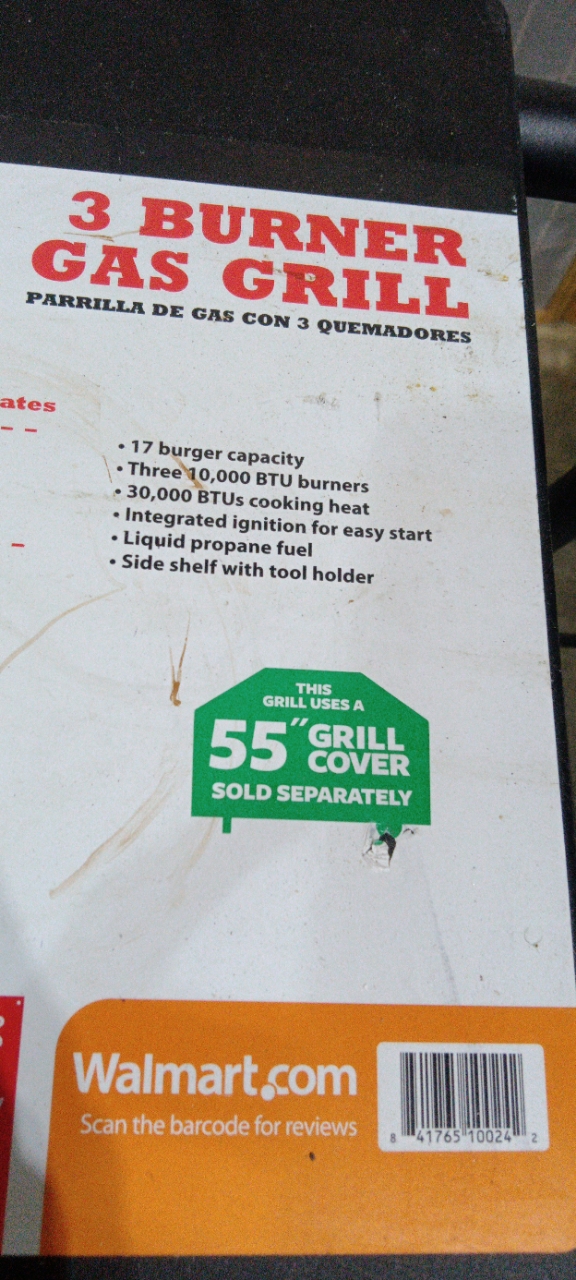 3 BURNER
GAS GRILL
PARRILLA DE GAS CON 3 QUEMADORES
ates
• 17 burger capacity
• Three 10,000 BTU burners
• 30,000 BTUs cooking heat
• Integrated ignition for easy start
• Liquid propane fuel
• Side shelf with tool holder
THIS
GRILL USES A
55" GRILL
COVER
SOLD SEPARATELY
Walmart.com
Scan the barcode for reviews
8 41765 10024 2